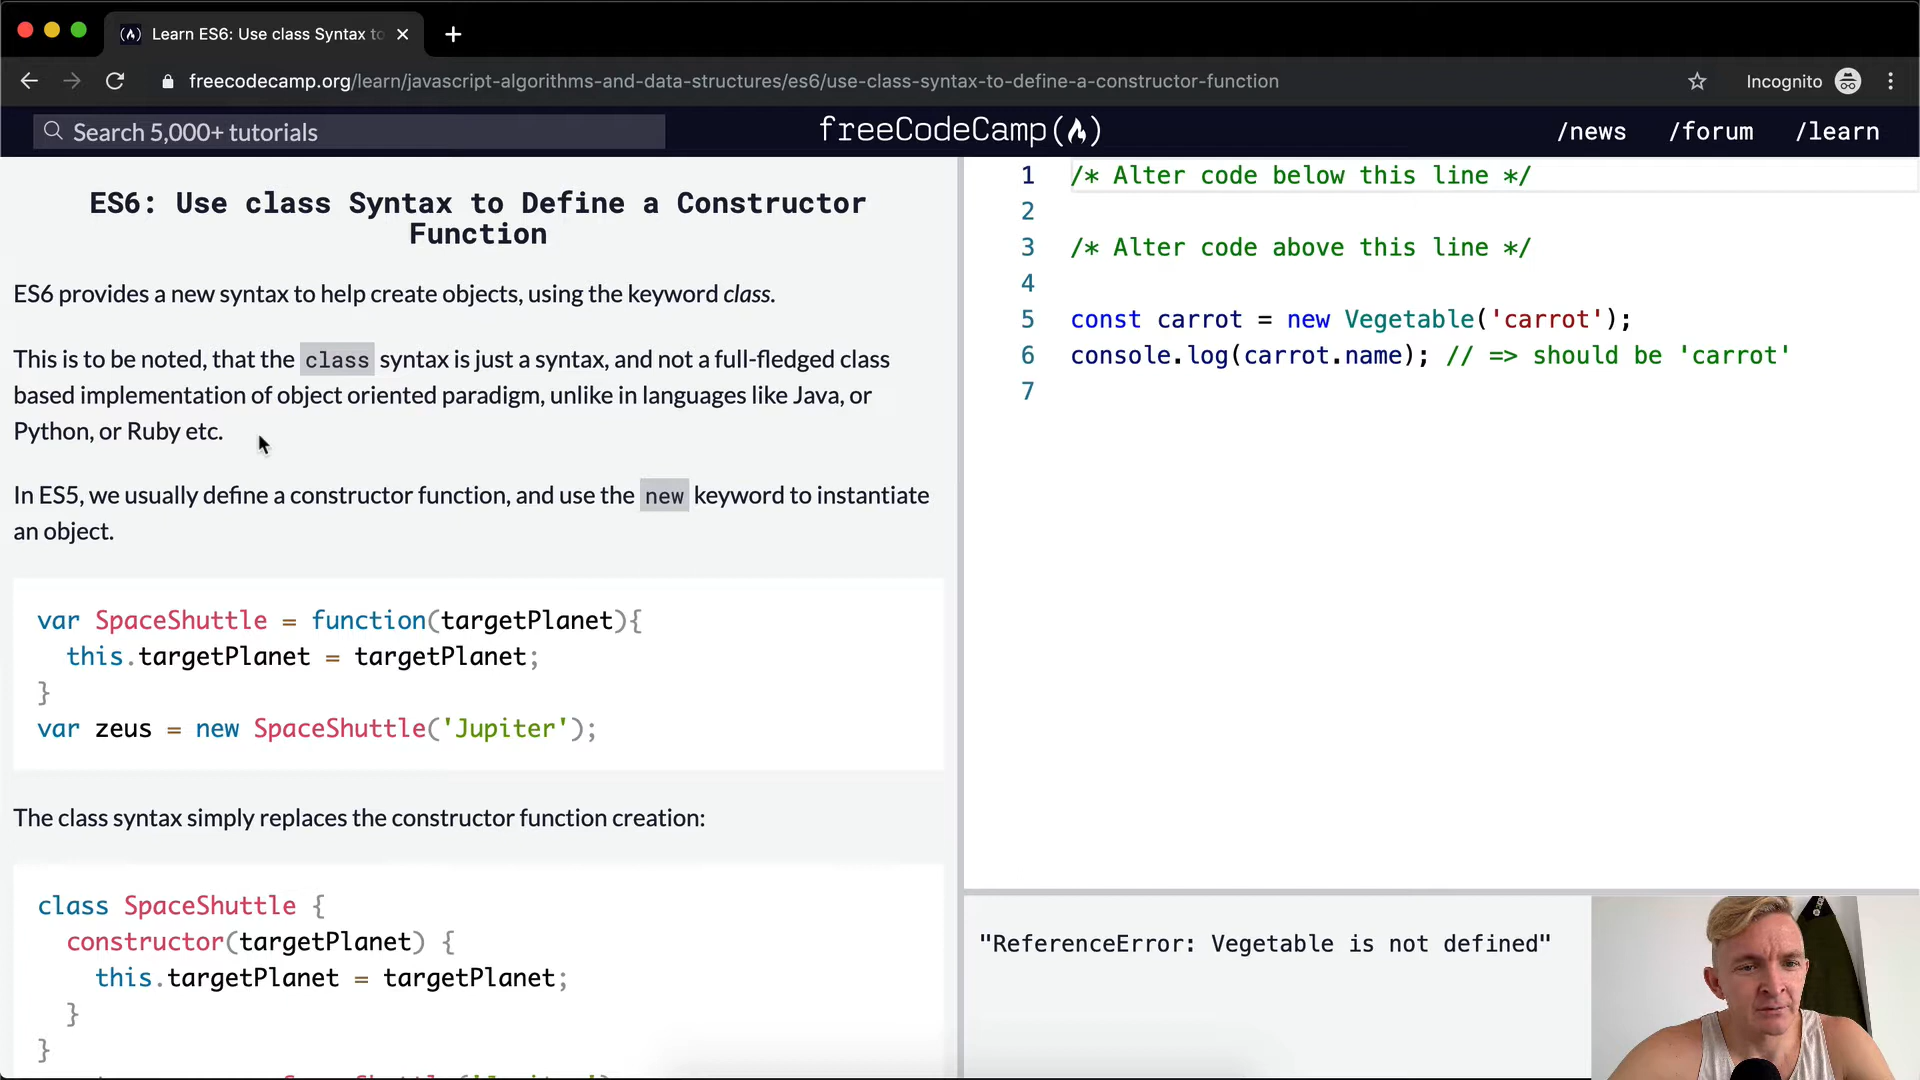 Learn ES6: Use class Syntax to
freecodecamp.org/learn/javascript-algorithms-and-data-structures/es6/use-class-syntax-to-define-a-constructor-function
Incognito
Search 5,000+ tutorials
freeCodeCamp
/news /forum /learn
ES6: Use class Syntax to Define a Constructor
Function
ES6 provides a new syntax to help create objects, using the keyword class.
This is to be noted, that the class syntax is just a syntax, and not a full-fledged class
based implementation of object oriented paradigm, unlike in languages like Java, or
Python, or Ruby etc.
In ES5, we usually define a constructor function, and use the new keyword to instantiate
an object.
var SpaceShuttle = function(targetPlanet){
this.targetPlanet = targetPlanet;
}
var zeus = new SpaceShuttle('Jupiter');
The class syntax simply replaces the constructor function creation:
class SpaceShuttle {
constructor(targetPlanet) {
this.targetPlanet = targetPlanet;
}
}
1 /* Alter code below this line */
2
3 /* Alter code above this line */
4
5 const carrot = new Vegetable('carrot');
6 console.log(carrot.name); // => should be 'carrot'
7
"ReferenceError: Vegetable is not defined"